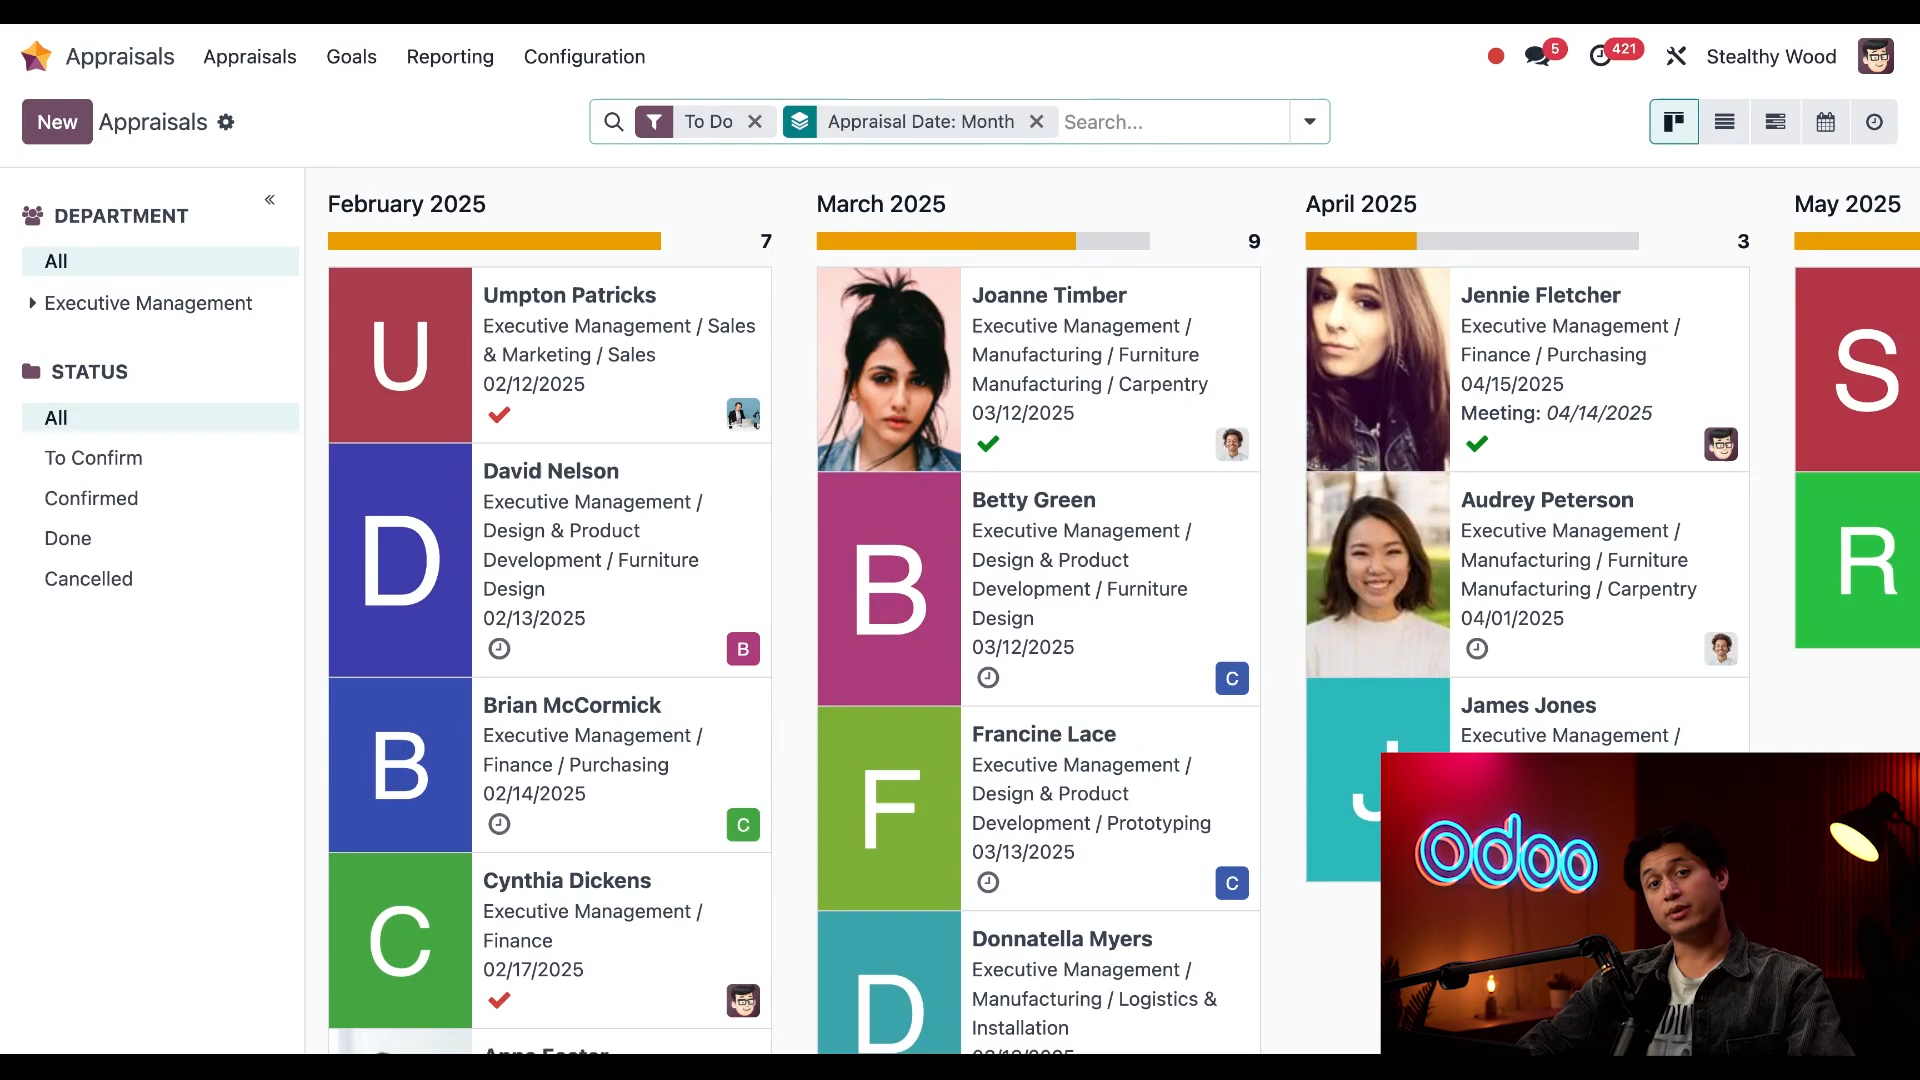 Appraisals
Appraisals
Goals
Reporting
Configuration
5
421
Stealthy Wood
New
Appraisals
To Do
Appraisal Date: Month
Search...
DEPARTMENT
All
Executive Management
STATUS
All
To Confirm
Confirmed
Done
Cancelled
February 2025
7
U
Umpton Patricks
Executive Management / Sales
& Marketing / Sales
02/12/2025
D
David Nelson
Executive Management /
Design & Product
Development / Furniture
Design
02/13/2025
B
B
Brian McCormick
Executive Management /
Finance / Purchasing
02/14/2025
C
C
Cynthia Dickens
Executive Management /
Finance
02/17/2025
March 2025
9
Joanne Timber
Executive Management /
Manufacturing / Furniture
Manufacturing / Carpentry
03/12/2025
B
Betty Green
Executive Management /
Design & Product
Development / Furniture
Design
03/12/2025
C
F
Francine Lace
Executive Management /
Design & Product
Development / Prototyping
03/13/2025
C
D
Donnatella Myers
Executive Management /
Manufacturing / Logistics &
Installation
April 2025
3
Jennie Fletcher
Executive Management /
Finance / Purchasing
04/15/2025
Meeting: 04/14/2025
Audrey Peterson
Executive Management /
Manufacturing / Furniture
Manufacturing / Carpentry
04/01/2025
J
James Jones
Executive Management /
May 2025
S
R
odoo